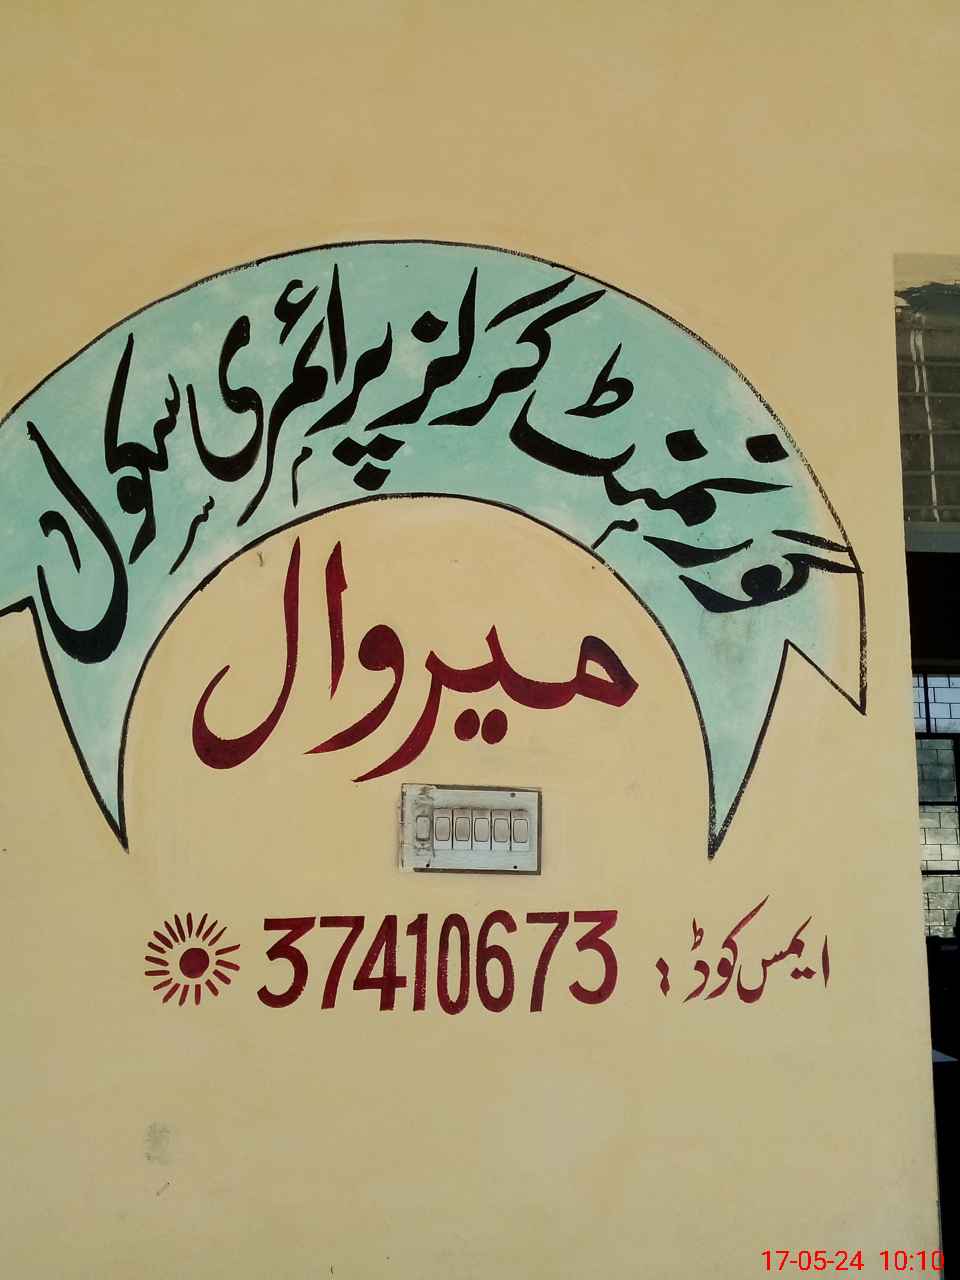 گورنمنٹ گرلز پرائمری سکول
میروال
ایمس کوڈ : 37410673
17-05-24 10:10